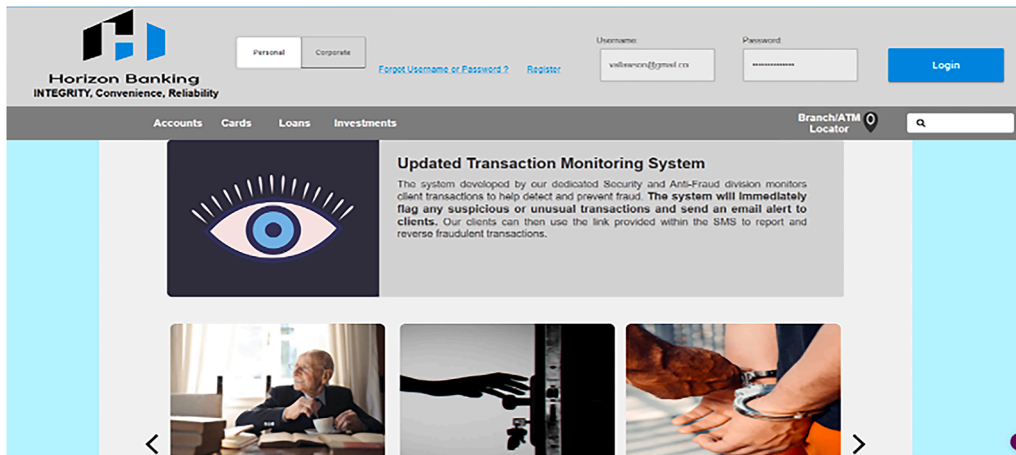 Username
Password
Personal
Corporate
Forgot Username or Password ?
Register
••••••••••••••
Login
Horizon Banking
INTEGRITY, Convenience, Reliability
Accounts
Cards
Loans
Investments
Branch/ATM
Locator
Updated Transaction Monitoring System
The system developed by our dedicated Security and Anti-Fraud division monitors
client transactions to help detect and prevent fraud. The system will immediately
flag any suspicious or unusual transactions and send an email alert to
clients. Our clients can then use the link provided within the SMS to report and
reverse fraudulent transactions.